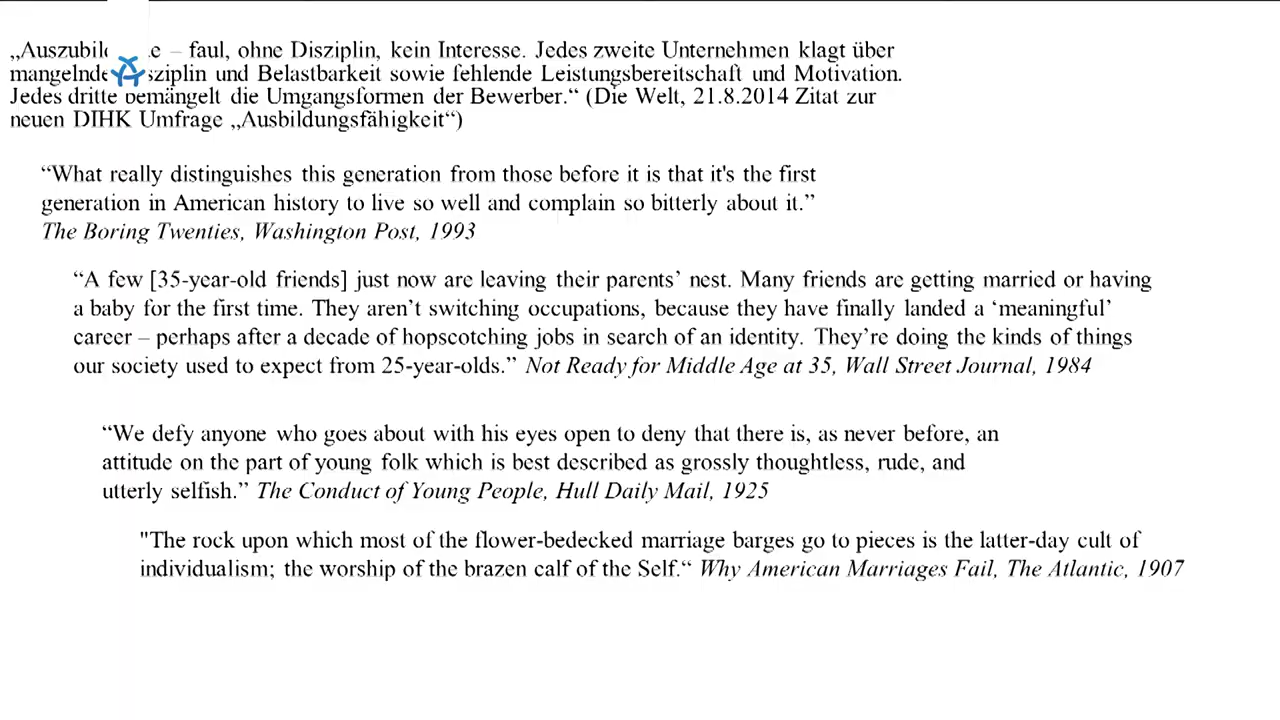 „Auszubil e – faul, ohne Disziplin, kein Interesse. Jedes zweite Unternehmen klagt über
mangelnde sziplin und Belastbarkeit sowie fehlende Leistungsbereitschaft und Motivation.
Jedes dritte bemängelt die Umgangsformen der Bewerber.“ (Die Welt, 21.8.2014 Zitat zur
neuen DIHK Umfrage „Ausbildungsfähigkeit“)
“What really distinguishes this generation from those before it is that it's the first
generation in American history to live so well and complain so bitterly about it.”
The Boring Twenties, Washington Post, 1993
“A few [35-year-old friends] just now are leaving their parents’ nest. Many friends are getting married or having
a baby for the first time. They aren’t switching occupations, because they have finally landed a ‘meaningful’
career – perhaps after a decade of hopscotching jobs in search of an identity. They’re doing the kinds of things
our society used to expect from 25-year-olds.” Not Ready for Middle Age at 35, Wall Street Journal, 1984
“We defy anyone who goes about with his eyes open to deny that there is, as never before, an
attitude on the part of young folk which is best described as grossly thoughtless, rude, and
utterly selfish.” The Conduct of Young People, Hull Daily Mail, 1925
"The rock upon which most of the flower-bedecked marriage barges go to pieces is the latter-day cult of
individualism; the worship of the brazen calf of the Self.“ Why American Marriages Fail, The Atlantic, 1907